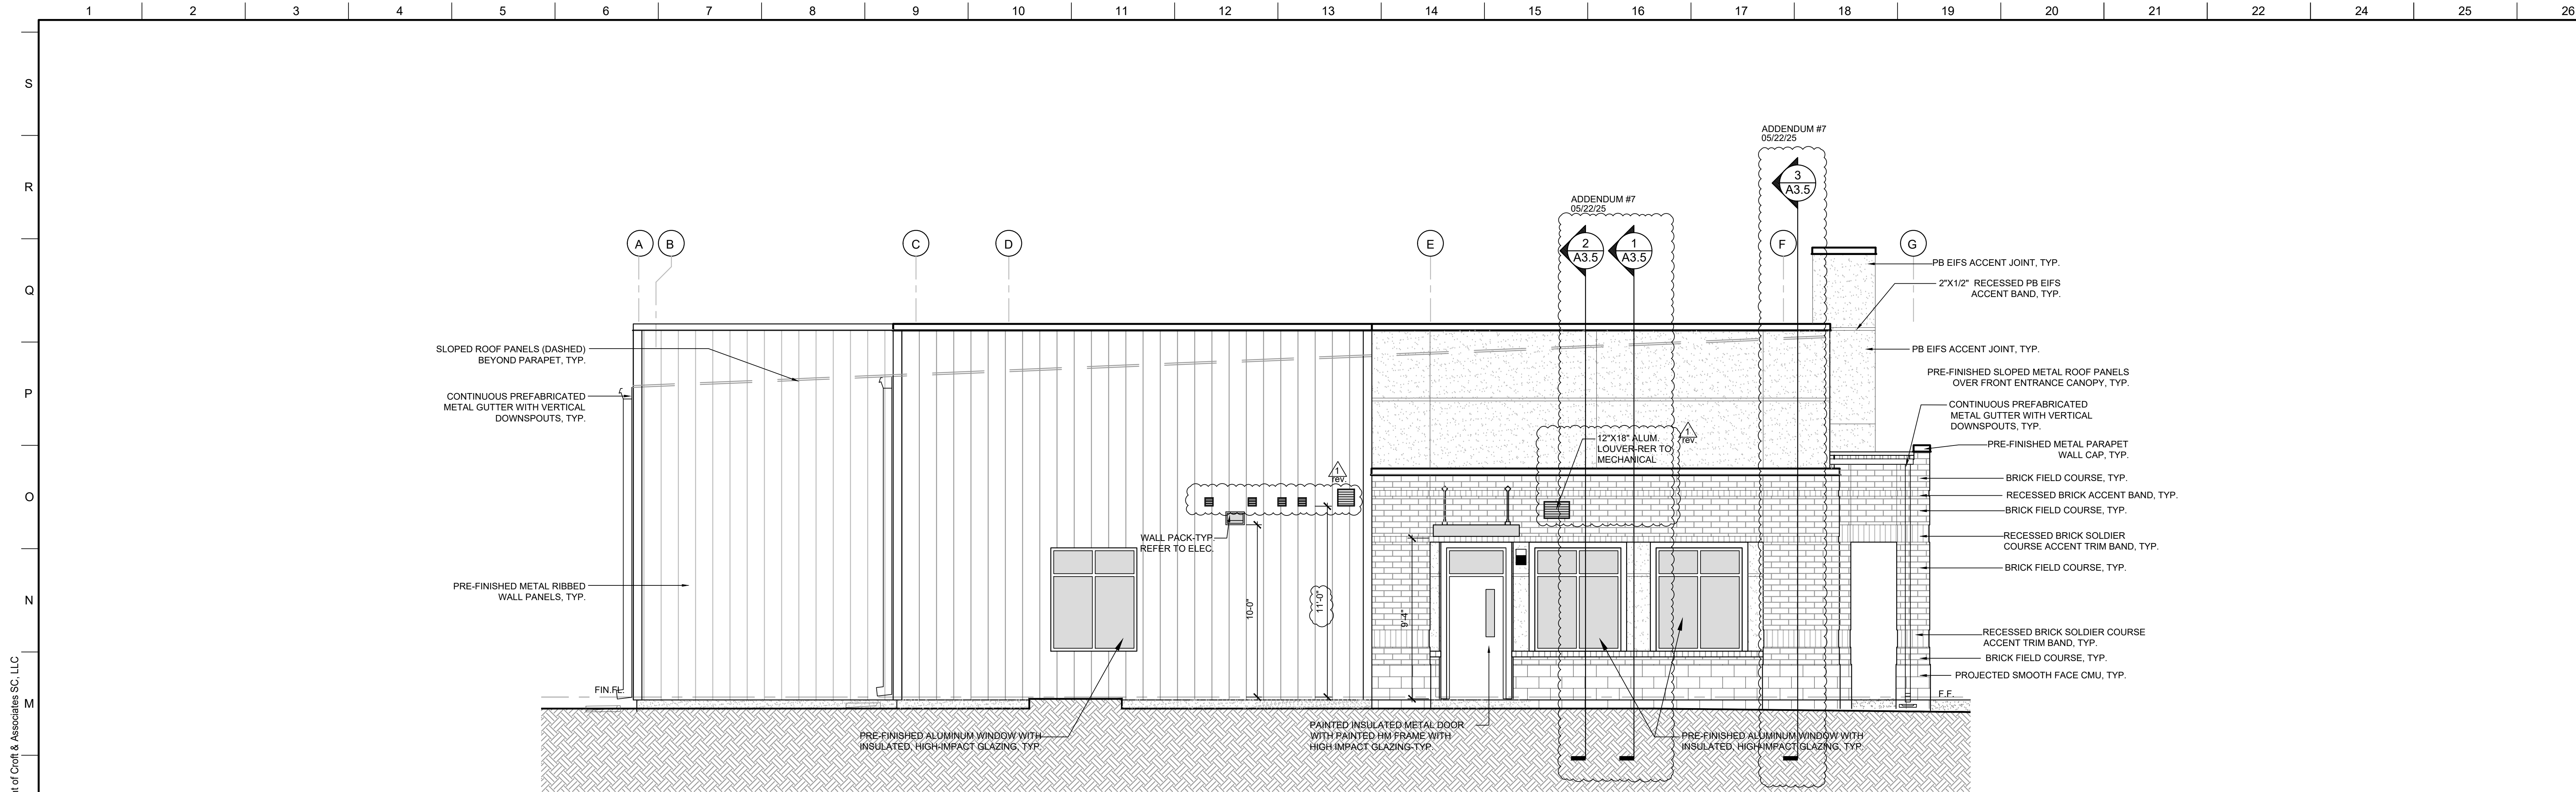 1 2 3 4 5 6 7 8 9 10 11 12 13 14 15 16 17 18 19 20 21 22 24 25 26
S
R
Q
P
O
N
M
nt of Croft & Associates SC, LLC
ADDENDUM #7
05/22/25
3
A3.5
ADDENDUM #7
05/22/25
2
A3.5
1
A3.5
A B C D E F G
SLOPED ROOF PANELS (DASHED)
BEYOND PARAPET, TYP.
CONTINUOUS PREFABRICATED
METAL GUTTER WITH VERTICAL
DOWNSPOUTS, TYP.
PRE-FINISHED METAL RIBBED
WALL PANELS, TYP.
FIN.FL.
PRE-FINISHED ALUMINUM WINDOW WITH
INSULATED, HIGH-IMPACT GLAZING, TYP.
WALL PACK-TYP.
REFER TO ELEC.
1
rev.
10'-0"
11'-0"
9'-4"
12"X18" ALUM.
LOUVER-RER TO
MECHANICAL
1
rev.
PAINTED INSULATED METAL DOOR
WITH PAINTED HM FRAME WITH
HIGH IMPACT GLAZING-TYP.
PRE-FINISHED ALUMINUM WINDOW WITH
INSULATED, HIGH-IMPACT GLAZING, TYP.
PB EIFS ACCENT JOINT, TYP.
2"X1/2" RECESSED PB EIFS
ACCENT BAND, TYP.
PB EIFS ACCENT JOINT, TYP.
PRE-FINISHED SLOPED METAL ROOF PANELS
OVER FRONT ENTRANCE CANOPY, TYP.
CONTINUOUS PREFABRICATED
METAL GUTTER WITH VERTICAL
DOWNSPOUTS, TYP.
PRE-FINISHED METAL PARAPET
WALL CAP, TYP.
BRICK FIELD COURSE, TYP.
RECESSED BRICK ACCENT BAND, TYP.
BRICK FIELD COURSE, TYP.
RECESSED BRICK SOLDIER
COURSE ACCENT TRIM BAND, TYP.
BRICK FIELD COURSE, TYP.
RECESSED BRICK SOLDIER COURSE
ACCENT TRIM BAND, TYP.
BRICK FIELD COURSE, TYP.
PROJECTED SMOOTH FACE CMU, TYP.
F.F.